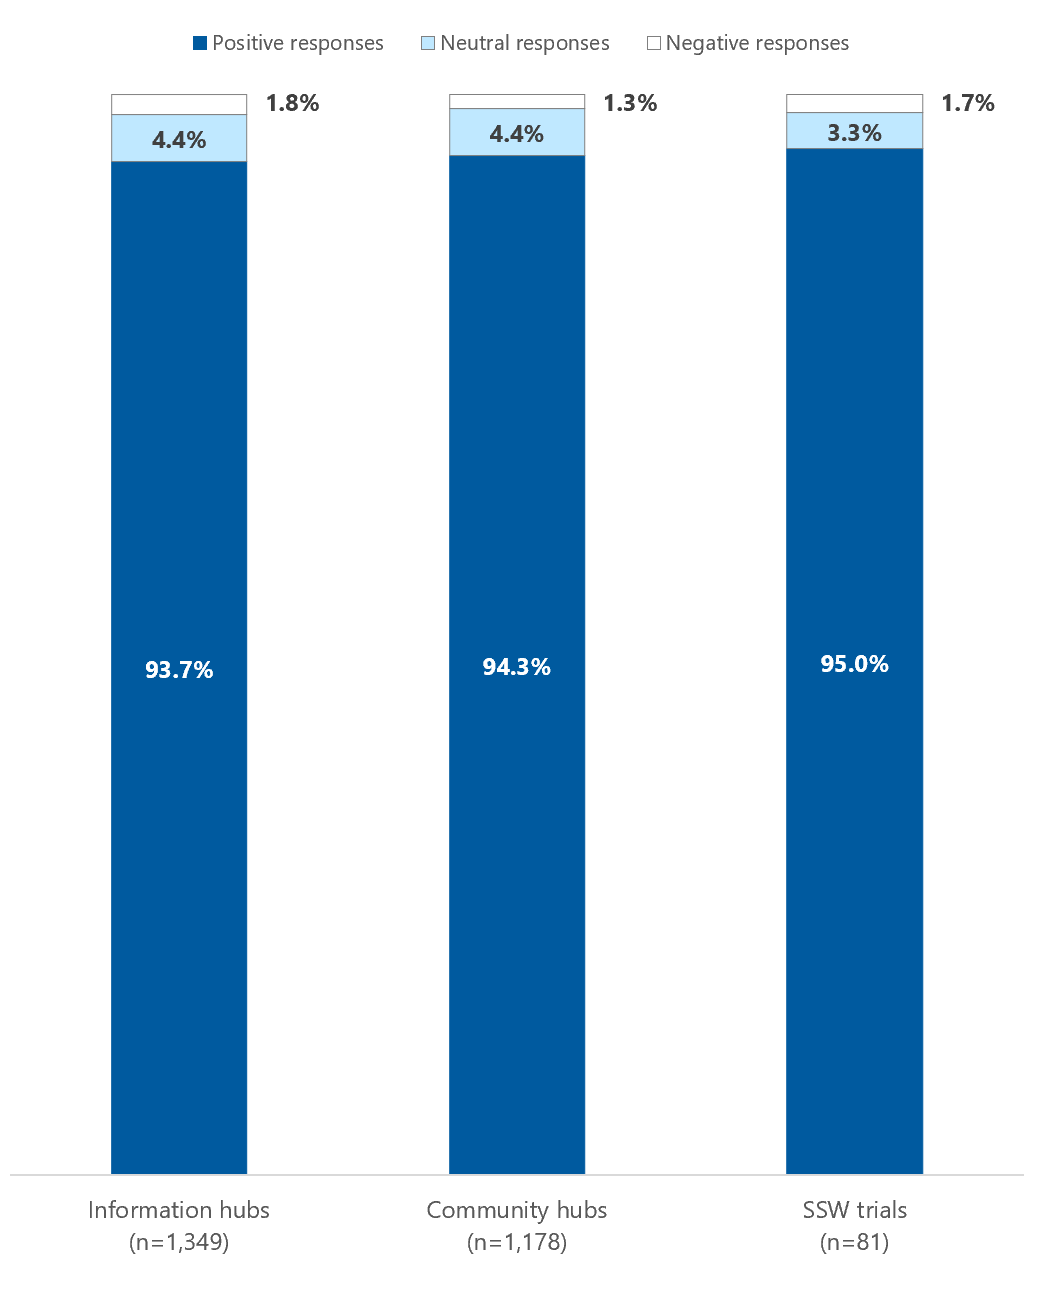 Positive responses Neutral responses Negative responses
1.8% 1.3% 1.7%
4.4% 4.4% 3.3%
93.7% 94.3% 95.0%
Information hubs Community hubs SSW trials
(n=1,349) (n=1,178) (n=81)